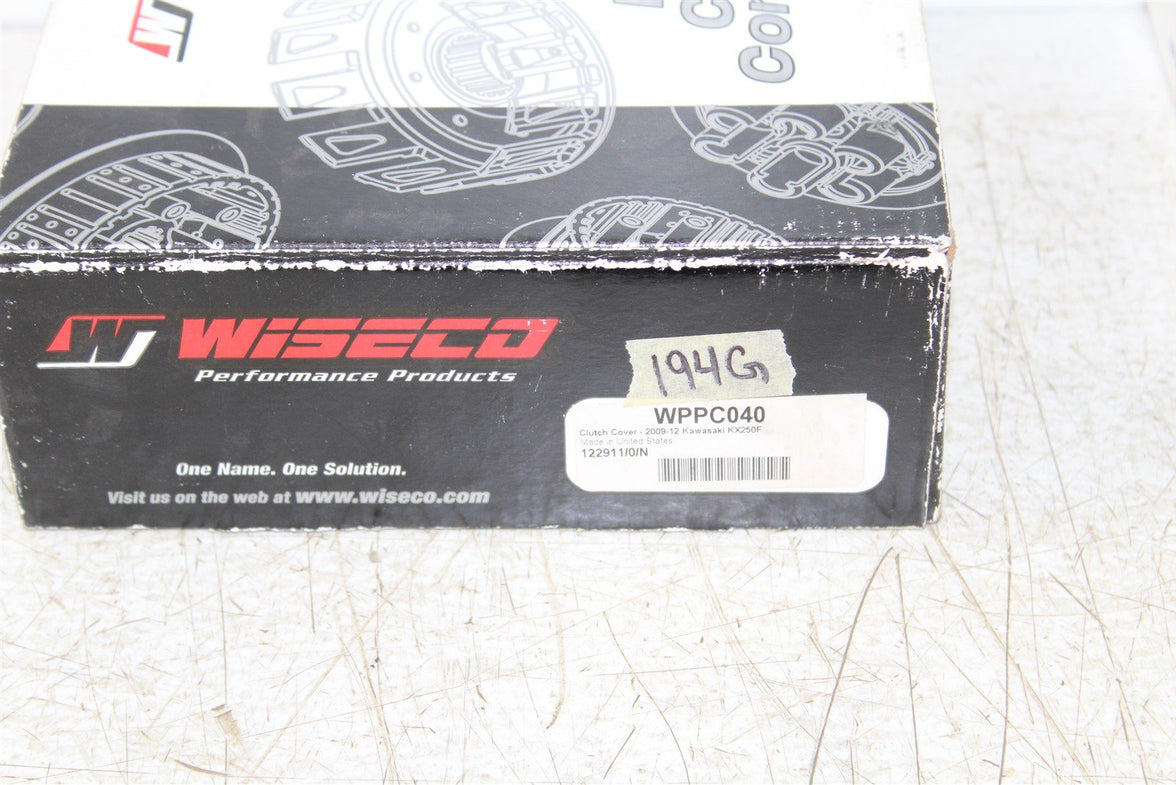 W
W WISECO
Performance Products
One Name. One Solution.
Visit us on the web at www.wiseco.com
194G
WPPC040
Clutch Cover - 2009-12 Kawasaki KX250F
Made in United States
122911/0/N